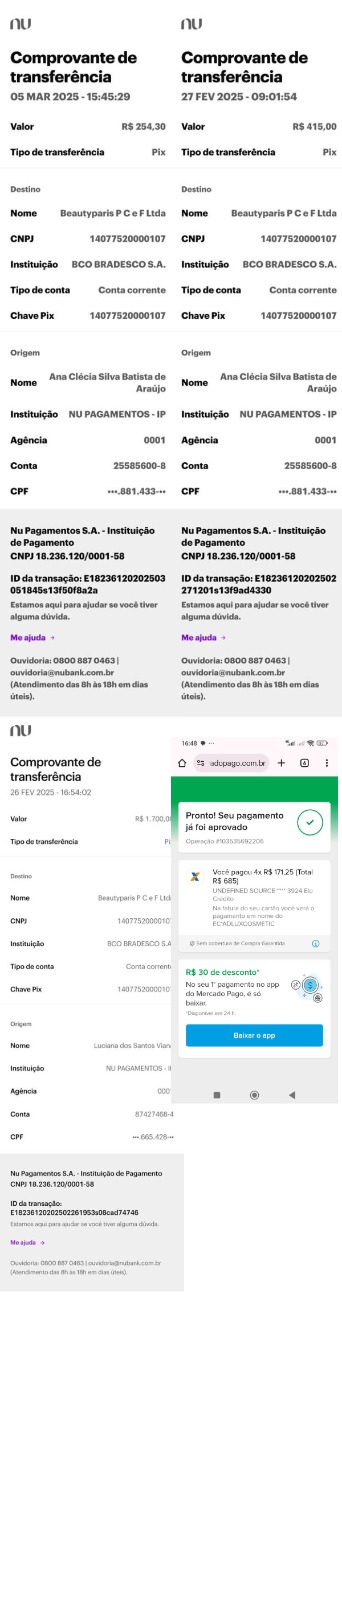 nu
Comprovante de
transferência
05 MAR 2025 - 15:45:29
Valor R$ 254,30
Tipo de transferência Pix
Destino
Nome Beautyparis P C e F Ltda
CNPJ 14077520000107
Instituição BCO BRADESCO S.A.
Tipo de conta Conta corrente
Chave Pix 14077520000107
Origem
Nome Ana Clécia Silva Batista de
Araújo
Instituição NU PAGAMENTOS - IP
Agência 0001
Conta 25585600-8
CPF •••.881.433-••
Nu Pagamentos S.A. - Instituição
de Pagamento
CNPJ 18.236.120/0001-58
ID da transação: E18236120202503
051845s13f50f8a2a
Estamos aqui para ajudar se você tiver
alguma dúvida.
Me ajuda →
Ouvidoria: 0800 887 0463 |
ouvidoria@nubank.com.br
(Atendimento das 8h às 18h em dias
úteis).
nu
Comprovante de
transferência
27 FEV 2025 - 09:01:54
Valor R$ 415,00
Tipo de transferência Pix
Destino
Nome Beautyparis P C e F Ltda
CNPJ 14077520000107
Instituição BCO BRADESCO S.A.
Tipo de conta Conta corrente
Chave Pix 14077520000107
Origem
Nome Ana Clécia Silva Batista de
Araújo
Instituição NU PAGAMENTOS - IP
Agência 0001
Conta 25585600-8
CPF •••.881.433-••
Nu Pagamentos S.A. - Instituição
de Pagamento
CNPJ 18.236.120/0001-58
ID da transação: E18236120202502
271201s13f9ad4330
Estamos aqui para ajudar se você tiver
alguma dúvida.
Me ajuda →
Ouvidoria: 0800 887 0463 |
ouvidoria@nubank.com.br
(Atendimento das 8h às 18h em dias
úteis).
nu
Comprovante de
transferência
26 FEV 2025 - 16:54:02
Valor R$ 1.700,0
Tipo de transferência Pi
Destino
Nome Beautyparis P C e F Ltd
CNPJ 1407752000010
Instituição BCO BRADESCO S.A
Tipo de conta Conta corrent
Chave Pix 1407752000010
Origem
Nome Luciana dos Santos Vian
Instituição NU PAGAMENTOS - I
Agência 000
Conta 87427468-4
CPF •••.665.428-••
Nu Pagamentos S.A. - Instituição de Pagamento
CNPJ 18.236.120/0001-58
ID da transação:
E18236120202502261953s08cad74746
Estamos aqui para ajudar se você tiver alguma dúvida.
Me ajuda →
Ouvidoria: 0800 887 0463 | ouvidoria@nubank.com.br
(Atendimento das 8h às 18h em dias úteis).
16:48
adopago.com.br
Pronto! Seu pagamento
já foi aprovado
Operação #103535692206
Você pagou 4x R$ 171,25 (Total
R$ 685)
UNDEFINED SOURCE **** 3924 Elo
Crédito
Na fatura do seu cartão você verá o
pagamento em nome do
EC*ADLUXCOSMETIC
Sem cobertura de Compra Garantida
R$ 30 de desconto*
No seu 1° pagamento no app
do Mercado Pago, é só
baixar.
*Disponível em 24 h.
Baixar o app